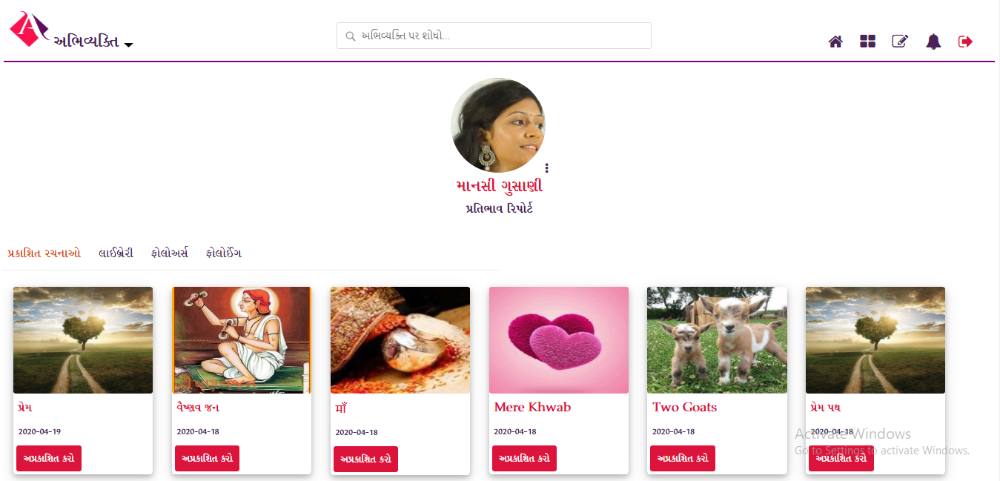 અભિવ્યક્તિ
અભિવ્યક્તિ પર શોધો...
માનસી ગુસાણી
પ્રતિભાવ રિપોર્ટ
પ્રકાશિત રચનાઓ લાઈબ્રેરી ફોલોઅર્સ ફોલોઈંગ
પ્રેમ વૈષ્ણવ જન माँ Mere Khwab Two Goats પ્રેમ પથ
2020-04-19 2020-04-18 2020-04-18 2020-04-18 2020-04-18 2020-04-18
અપ્રકાશિત કરો અપ્રકાશિત કરો અપ્રકાશિત કરો અપ્રકાશિત કરો અપ્રકાશિત કરો અપ્રકાશિત કરો
Activate Windows
Go to Settings to activate Windows.